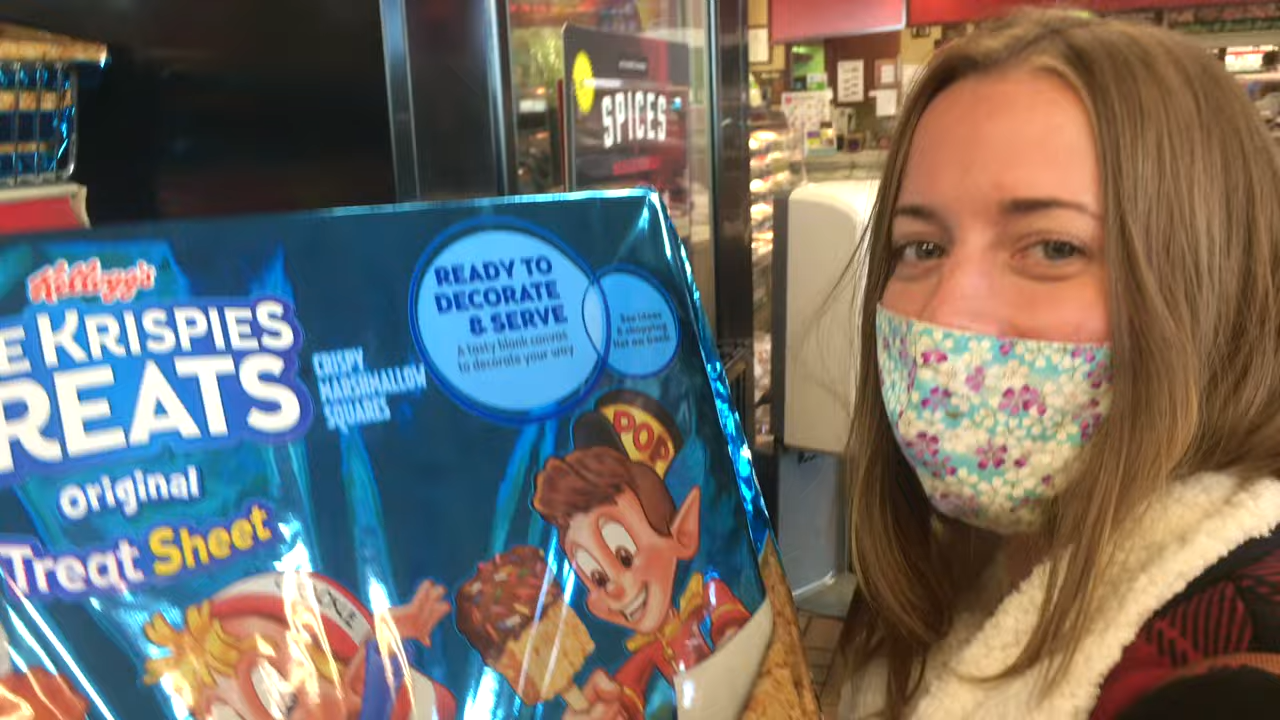 Kellogg's
E KRISPIES
REATS
CRISPY
MARSHMALLOW
SQUARES
original
Treat Sheet
READY TO
DECORATE
& SERVE
A tasty blank canvas
to decorate your way
See ideas
& shopping
list on back
POP
SPICES